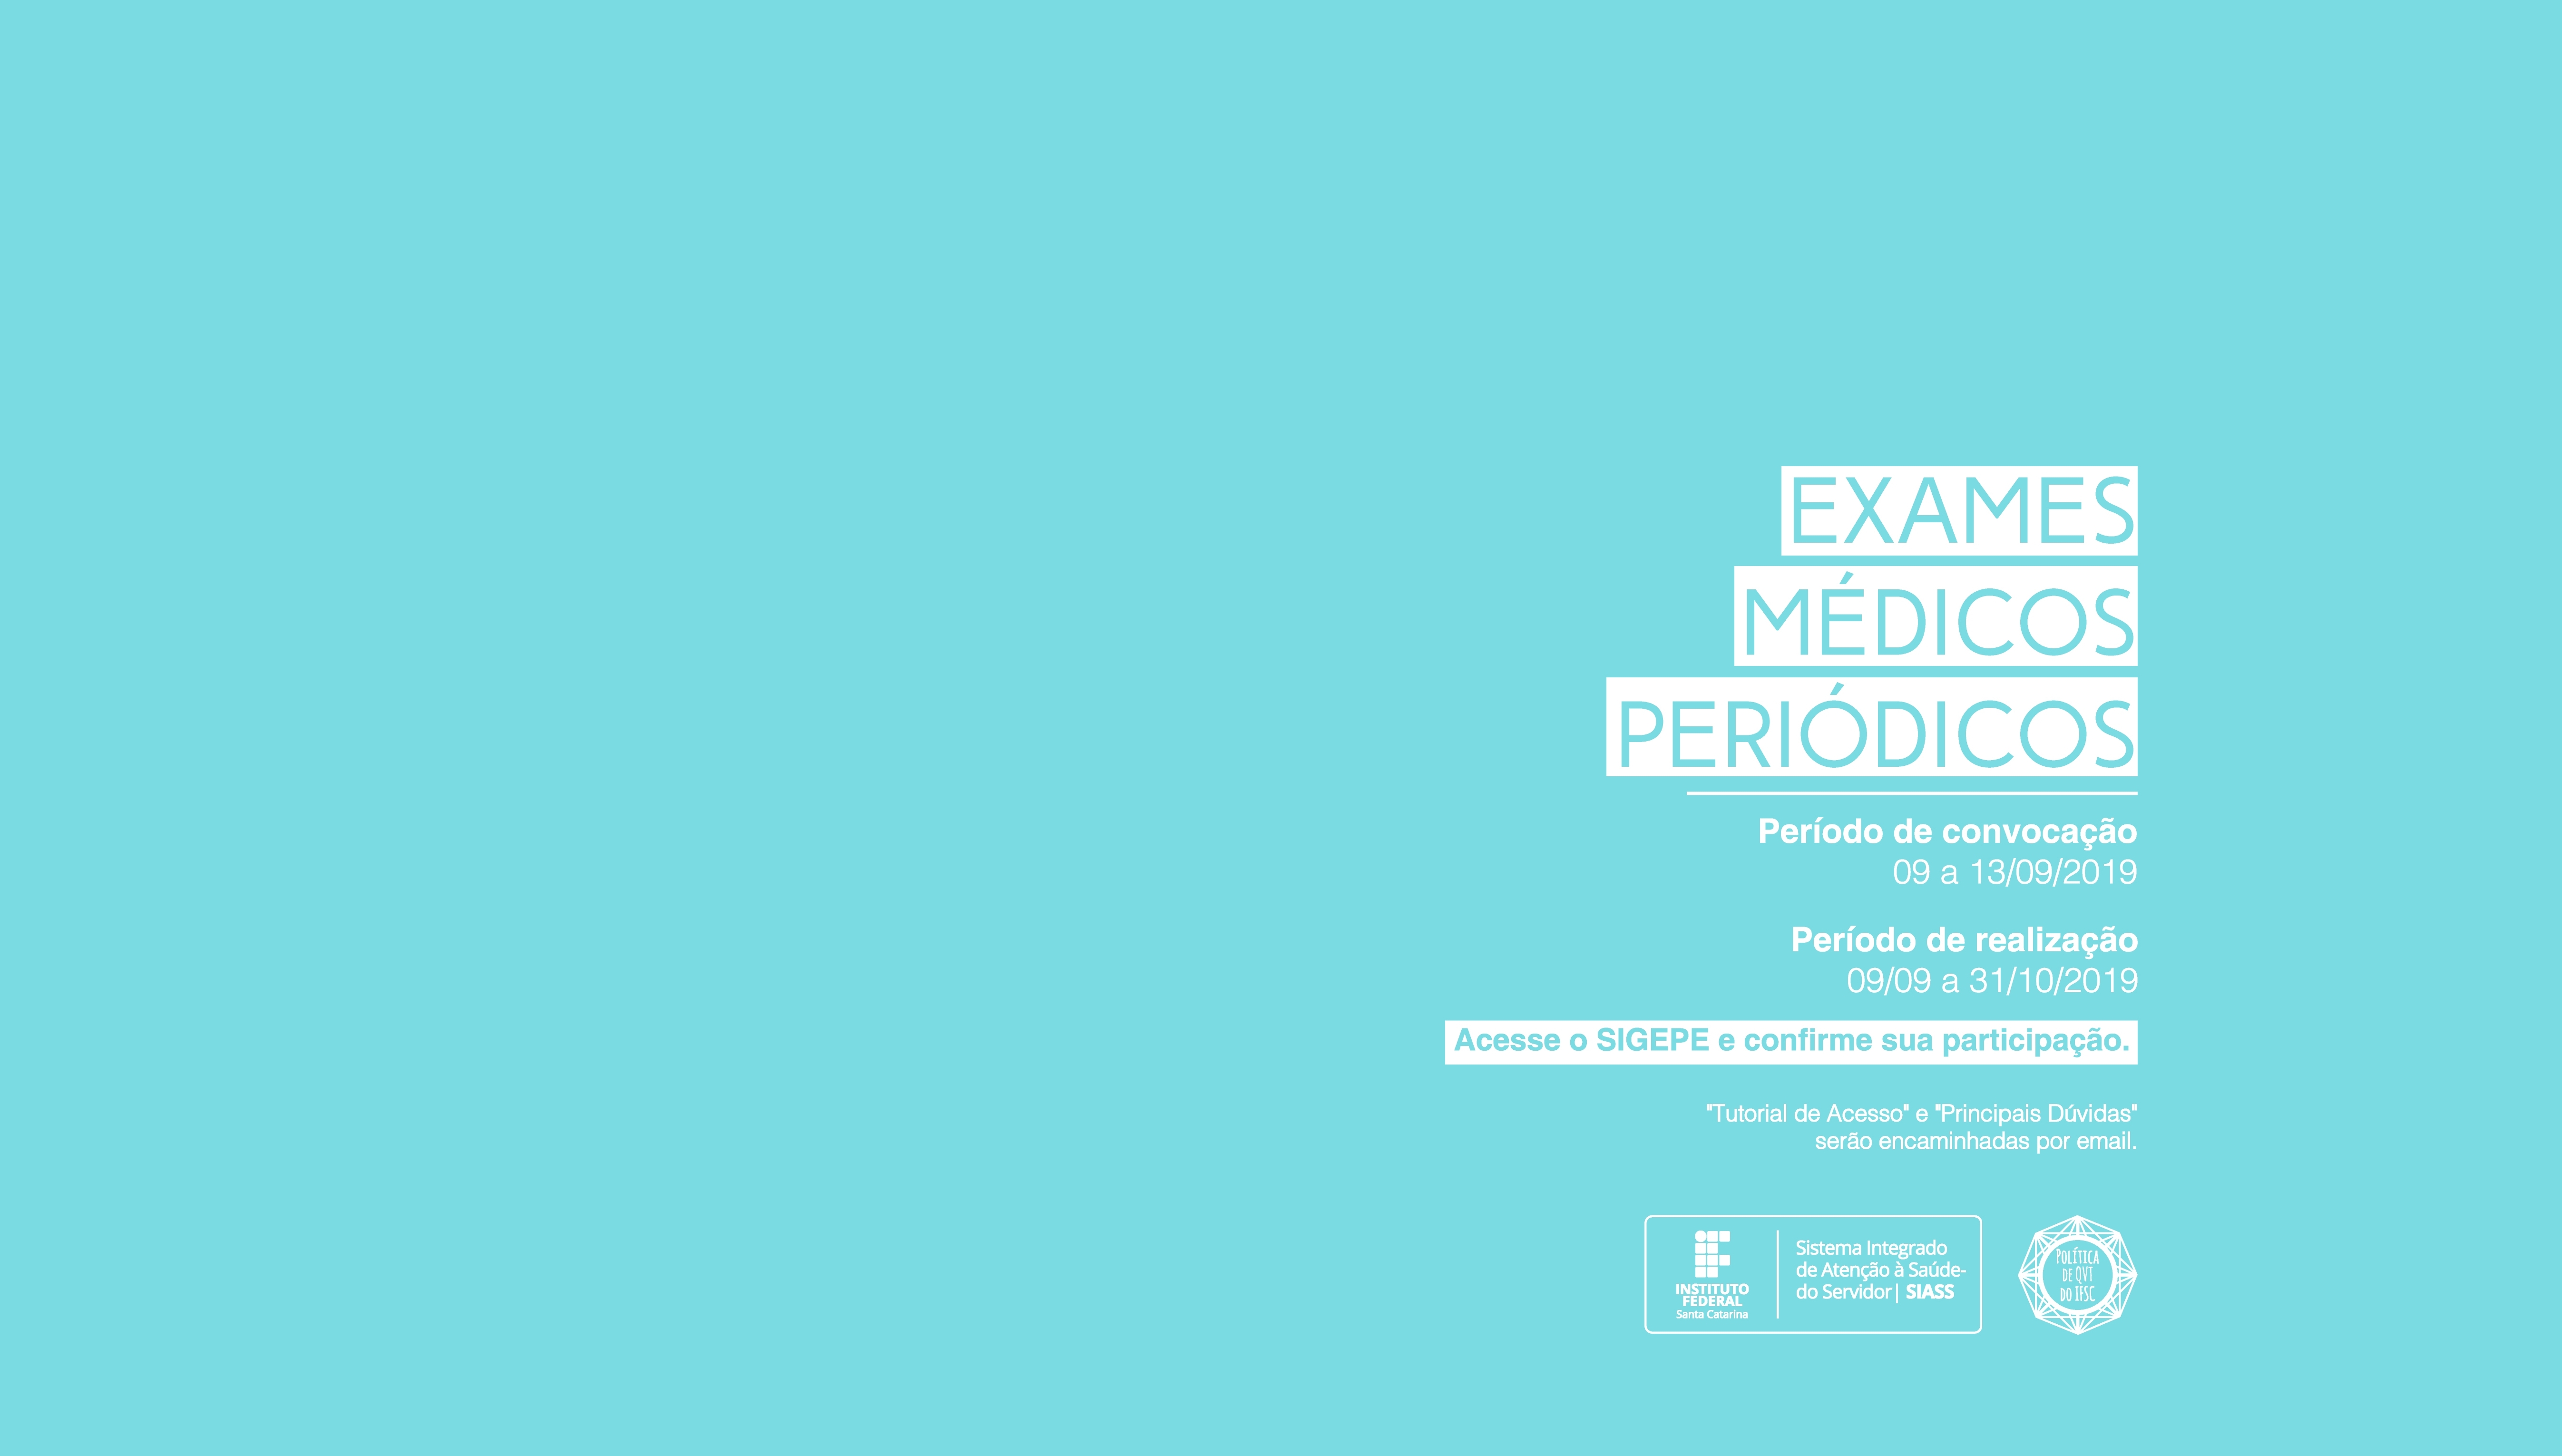 EXAMES
MÉDICOS
PERIÓDICOS
Período de convocação
09 a 13/09/2019
Período de realização
09/09 a 31/10/2019
Acesse o SIGEPE e confirme sua participação.
"Tutorial de Acesso" e "Principais Dúvidas"
serão encaminhadas por email.
INSTITUTO
FEDERAL
Santa Catarina
Sistema Integrado
de Atenção à Saúde-
do Servidor| SIASS
POLÍTICA
DE QVT
DO IFSC